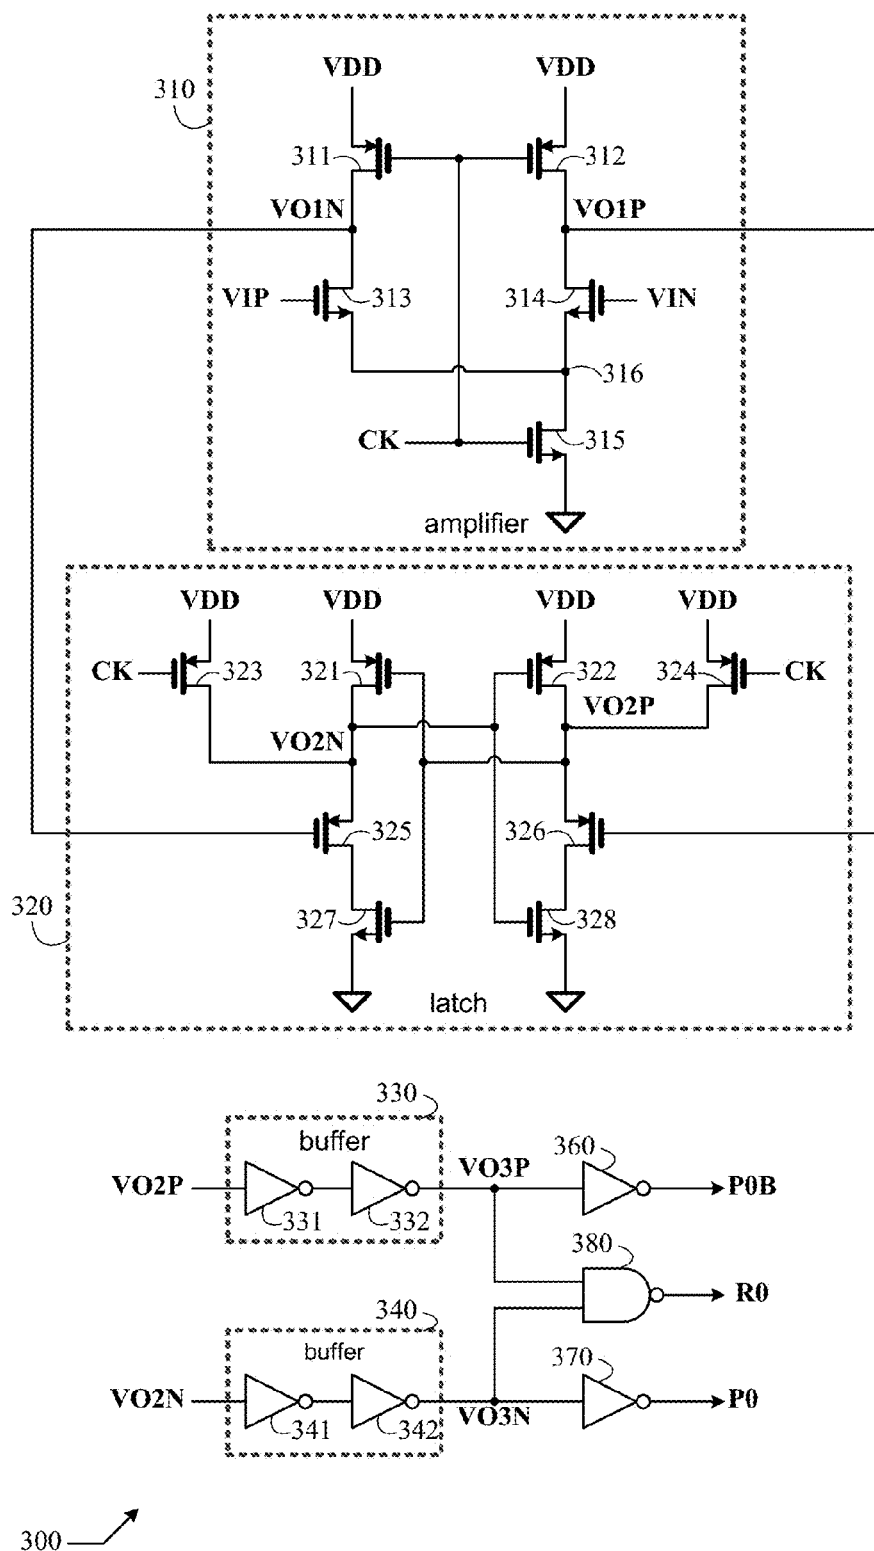 VDD VDD
310
311 312
VO1N VO1P
VIP 313 314 VIN
316
CK 315
amplifier
VDD VDD VDD VDD
CK 323 321 322 324 CK
VO2P
VO2N
325 326
320
327 328
latch
330
buffer
VO3P
360
VO2P P0B
331 332
380
R0
340
buffer
370
VO2N P0
VO3N
341 342
300